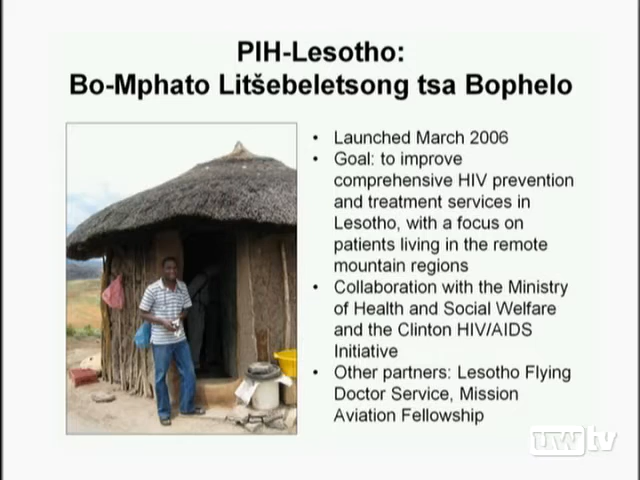 PIH-Lesotho:
Bo-Mphato Litšebeletsong tsa Bophelo
• Launched March 2006
• Goal: to improve
comprehensive HIV prevention
and treatment services in
Lesotho, with a focus on
patients living in the remote
mountain regions
• Collaboration with the Ministry
of Health and Social Welfare
and the Clinton HIV/AIDS
Initiative
• Other partners: Lesotho Flying
Doctor Service, Mission
Aviation Fellowship
uwtv